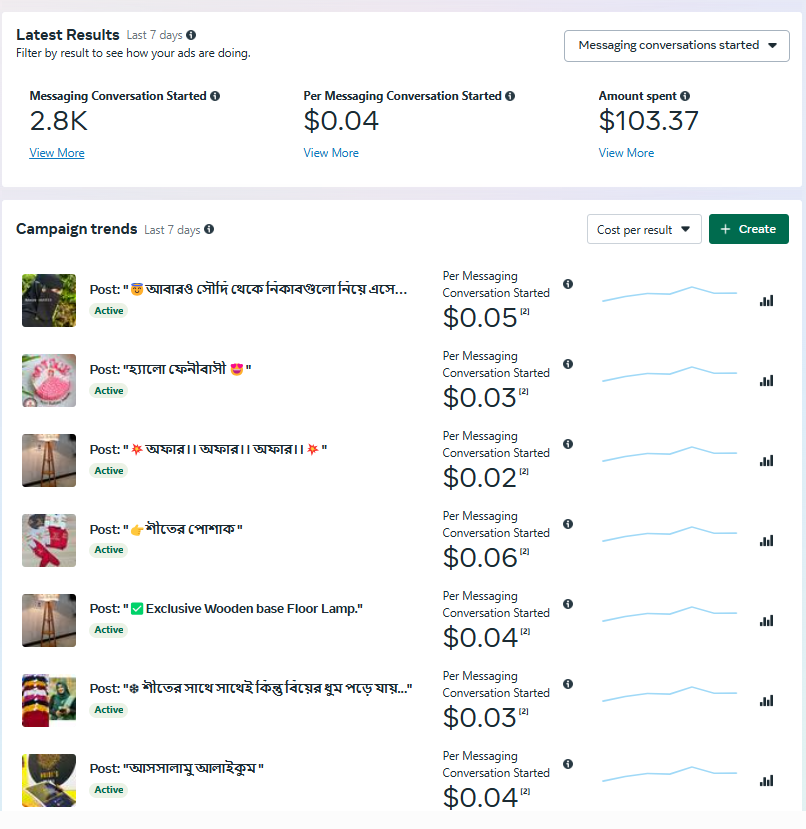 Latest Results Last 7 days
Filter by result to see how your ads are doing.
Messaging conversations started
Messaging Conversation Started
2.8K
View More
Per Messaging Conversation Started
$0.04
View More
Amount spent
$103.37
View More
Campaign trends Last 7 days
Cost per result
+ Create
Post: "😇আবারও সৌদি থেকে নিকাবগুলো নিয়ে এসে...
Active
Per Messaging
Conversation Started
$0.05 [2]
Post: "হ্যালো ফেনীবাসী 😍"
Active
Per Messaging
Conversation Started
$0.03 [2]
Post: "💥অফার।। অফার।। অফার।।💥"
Active
Per Messaging
Conversation Started
$0.02 [2]
Post: "👉শীতের পোশাক"
Active
Per Messaging
Conversation Started
$0.06 [2]
Post: "✅Exclusive Wooden base Floor Lamp."
Active
Per Messaging
Conversation Started
$0.04 [2]
Post: "❄শীতের সাথে সাথেই কিন্তু বিয়ের ধুম পড়ে যায়..."
Active
Per Messaging
Conversation Started
$0.03 [2]
Post: "আসসালামু আলাইকুম"
Active
Per Messaging
Conversation Started
$0.04 [2]